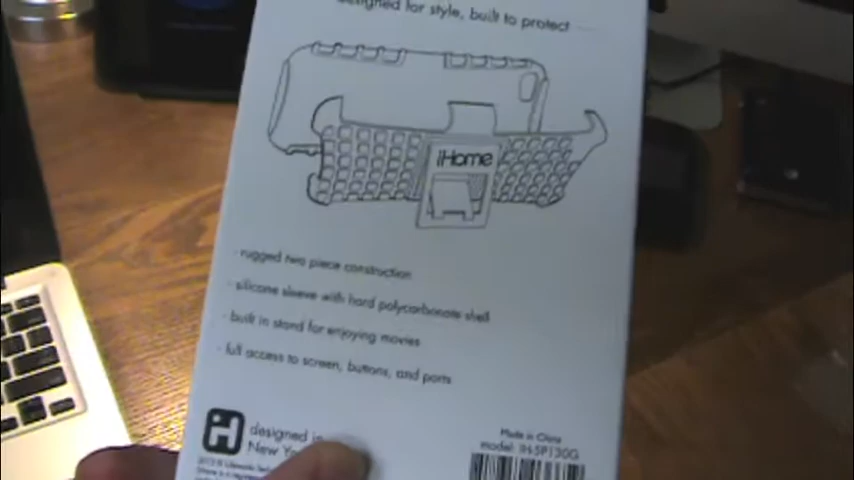 designed for style, built to protect
iHome
· rugged two piece construction
· silicone sleeve with hard polycarbonate shell
· built in stand for enjoying movies
· full access to screen, buttons, and ports
iH
designed in
New
Made in China
model: IH-5P130G